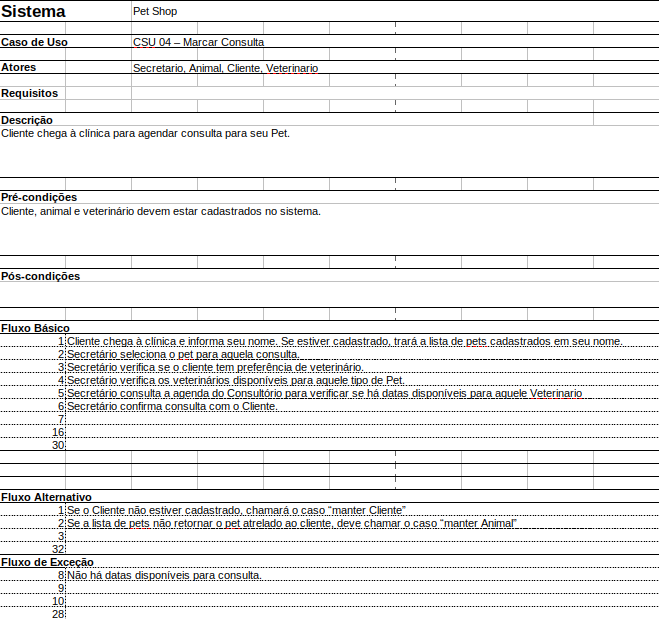 Sistema Pet Shop
Caso de Uso CSU 04 – Marcar Consulta
Atores Secretario, Animal, Cliente, Veterinario
Requisitos
Descrição
Cliente chega à clínica para agendar consulta para seu Pet.
Pré-condições
Cliente, animal e veterinário devem estar cadastrados no sistema.
Pós-condições
Fluxo Básico
1 Cliente chega à clínica e informa seu nome. Se estiver cadastrado, trará a lista de pets cadastrados em seu nome.
2 Secretário seleciona o pet para aquela consulta.
3 Secretário verifica se o cliente tem preferência de veterinário.
4 Secretário verifica os veterinários disponíveis para aquele tipo de Pet.
5 Secretário consulta a agenda do Consultório para verificar se há datas disponíveis para aquele Veterinario
6 Secretário confirma consulta com o Cliente.
7
16
30
Fluxo Alternativo
1 Se o Cliente não estiver cadastrado, chamará o caso “manter Cliente”
2 Se a lista de pets não retornar o pet atrelado ao cliente, deve chamar o caso “manter Animal”
3
32
Fluxo de Exceção
8 Não há datas disponíveis para consulta.
9
10
28